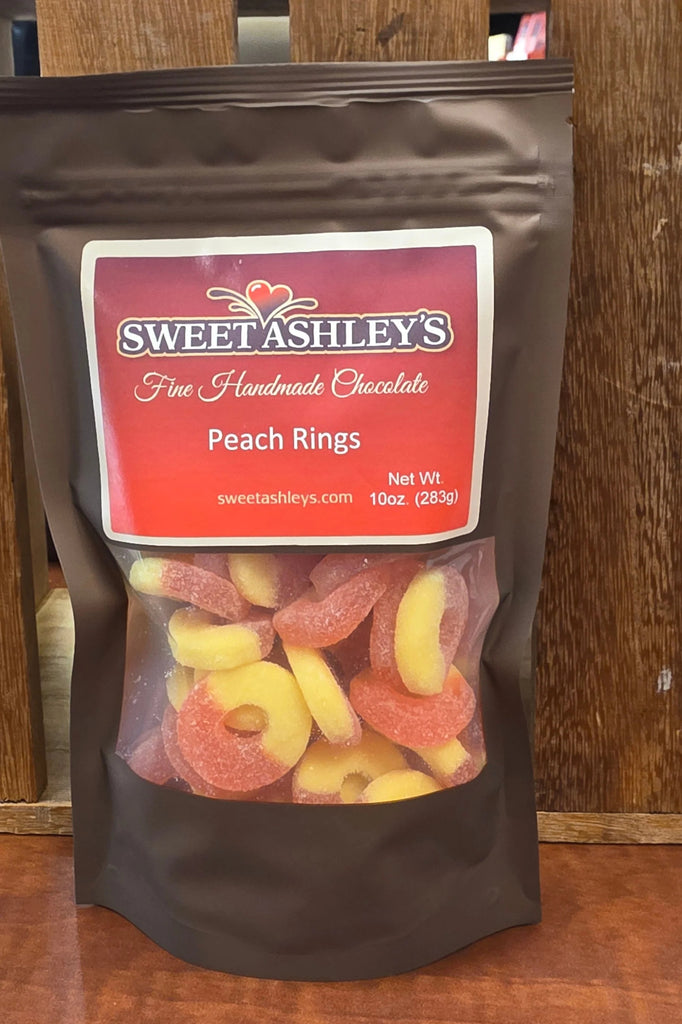 SWEET ASHLEY'S
Fine Handmade Chocolate
Peach Rings
Net Wt.
sweetashleys.com 10oz. (283g)